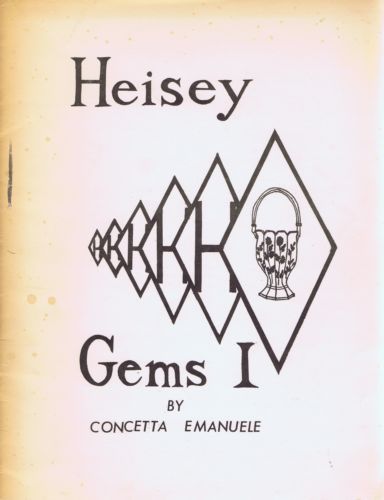 Heisey
H H H H H
Gems I
BY
CONCETTA EMANUELE